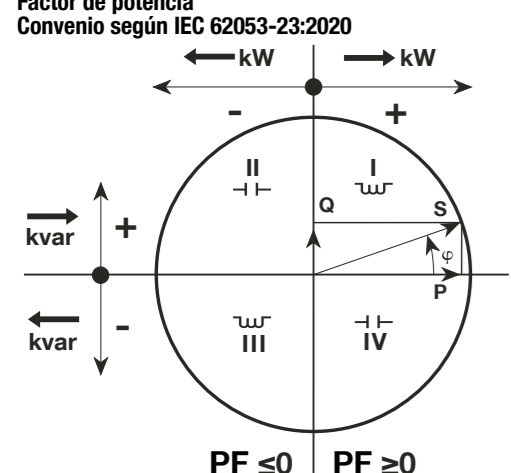 Factor de potencia
Convenio según IEC 62053-23:2020
kW kW
- +
II I
Q S
kvar +
φ
P
kvar -
III IV
PF ≤0 PF ≥0